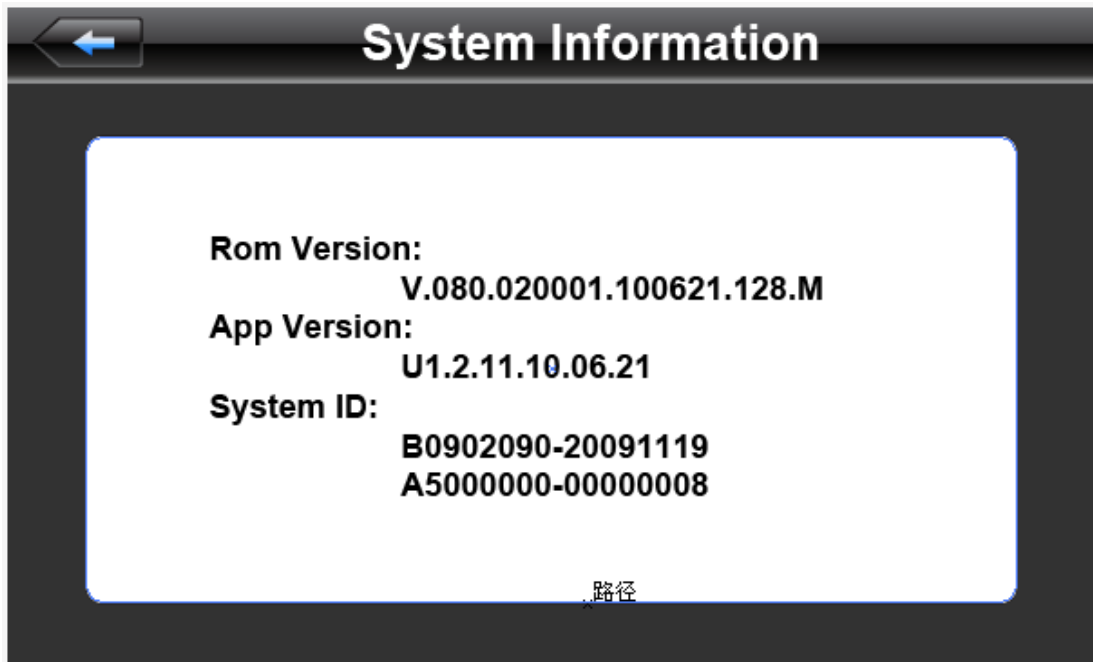 System Information
Rom Version:
V.080.020001.100621.128.M
App Version:
U1.2.11.10.06.21
System ID:
B0902090-20091119
A5000000-00000008
路径